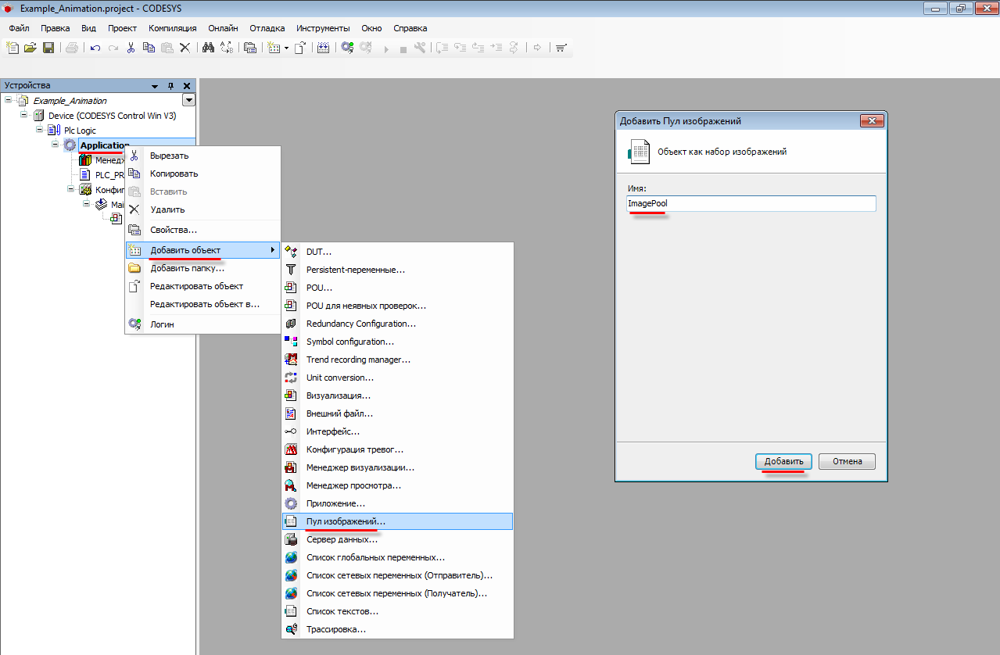 Example_Animation.project - CODESYS
Файл Правка Вид Проект Компиляция Онлайн Отладка Инструменты Окно Справка
Устройства
Example_Animation
Device (CODESYS Control Win V3)
Plc Logic
Application
Менедж
PLC_PR
Конфиг
Mai
Вырезать
Копировать
Вставить
Удалить
Свойства...
Добавить объект
Добавить папку...
Редактировать объект
Редактировать объект в...
Логин
DUT...
Persistent-переменные...
POU...
POU для неявных проверок...
Redundancy Configuration...
Symbol configuration...
Trend recording manager...
Unit conversion...
Визуализация...
Внешний файл...
Интерфейс...
Конфигурация тревог...
Менеджер визуализации...
Менеджер просмотра...
Приложение...
Пул изображений...
Сервер данных...
Список глобальных переменных...
Список сетевых переменных (Отправитель)...
Список сетевых переменных (Получатель)...
Список текстов...
Трассировка...
Добавить Пул изображений
Объект как набор изображений
Имя:
ImagePool
Добавить Отмена